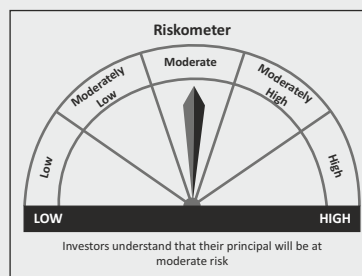 Riskometer
Low
Moderately
Low
Moderate
Moderately
High
High
LOW
HIGH
Investors understand that their principal will be at
moderate risk